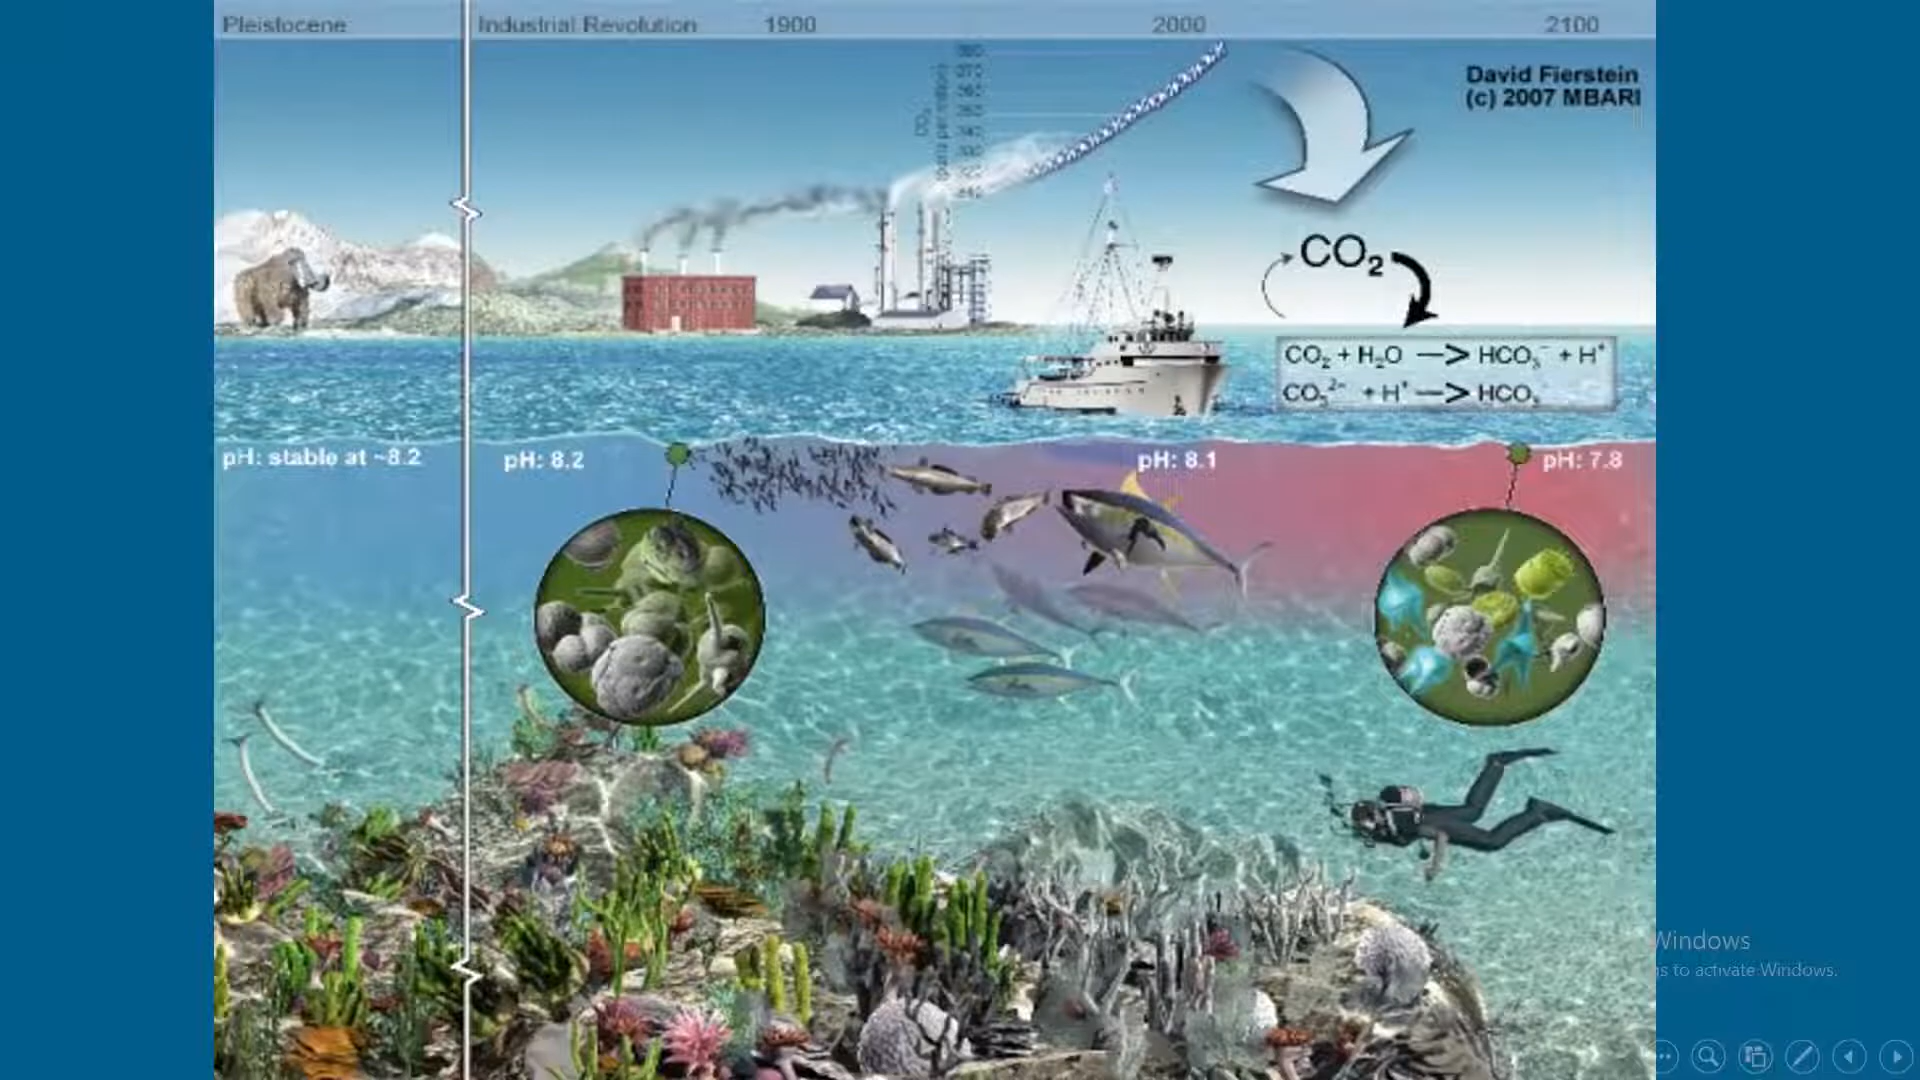 Pleistocene
Industrial Revolution
1900
2000
2100
David Fierstein
(c) 2007 MBARI
CO₂
CO₂ + H₂O —> HCO₃⁻ + H⁺
CO₃²⁻ + H⁺ —> HCO₃
pH: stable at ~8.2
pH: 8.2
pH: 8.1
pH: 7.8
Windows
to activate Windows.